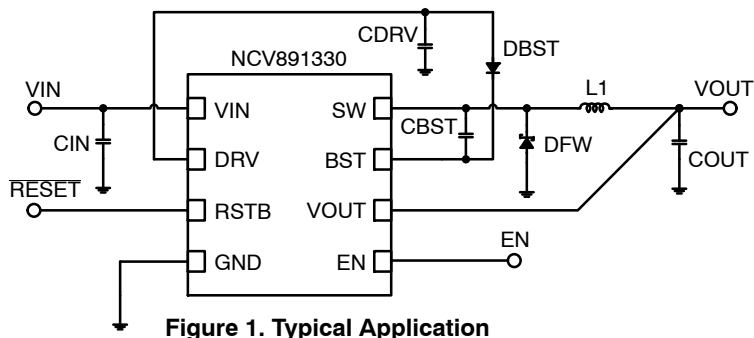 CDRV
DBST
NCV891330
VIN
L1
VOUT
VIN
SW
CIN
CBST
DFW
COUT
DRV
BST
RESET
RSTB
VOUT
EN
GND
EN
Figure 1. Typical Application